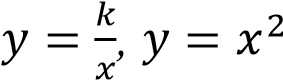 y = k/x, y = x²